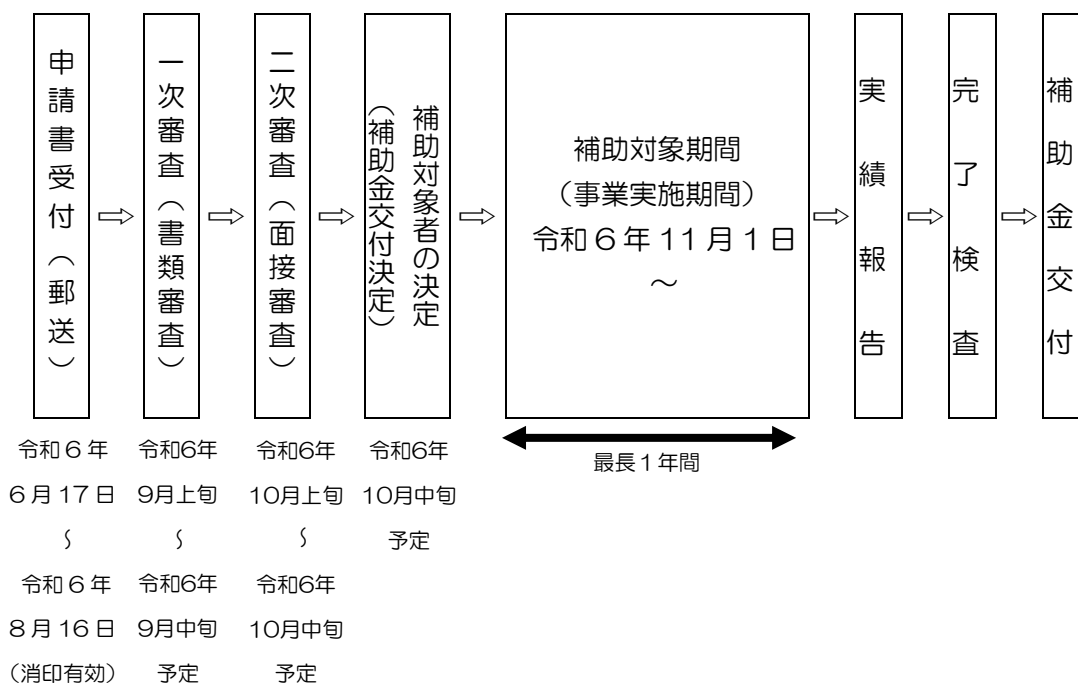 申請書受付（郵送）
⇨
一次審査（書類審査）
⇨
二次審査（面接審査）
⇨
補助対象者の決定
（補助金交付決定）
⇨
補助対象期間
（事業実施期間）
令和６年 11 月１日
～
⇨
実績報告
⇨
完了検査
⇨
補助金交付
令和６年
６月 17 日
～
令和６年
８月 16 日
（消印有効）
令和6年
9月上旬
～
令和6年
9月中旬
予定
令和6年
10月上旬
～
令和6年
10月中旬
予定
令和6年
10月中旬
予定
最長１年間